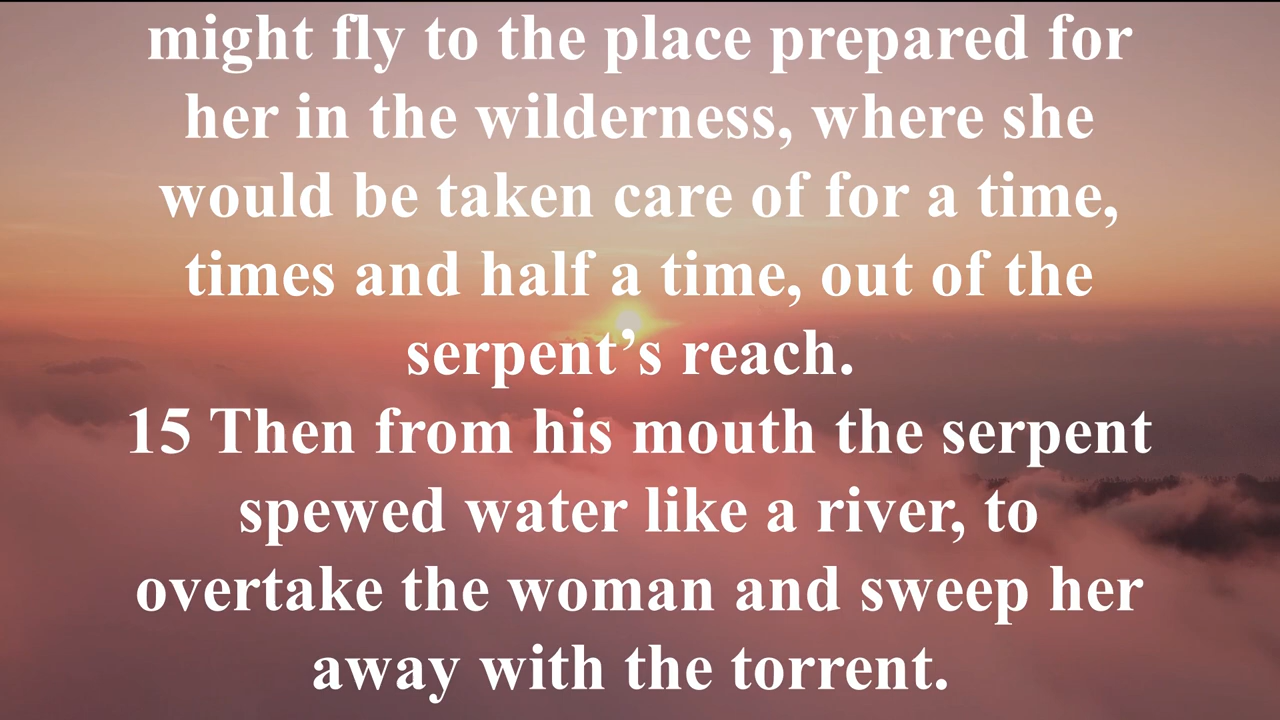 might fly to the place prepared for
her in the wilderness, where she
would be taken care of for a time,
times and half a time, out of the
serpent’s reach.
15 Then from his mouth the serpent
spewed water like a river, to
overtake the woman and sweep her
away with the torrent.